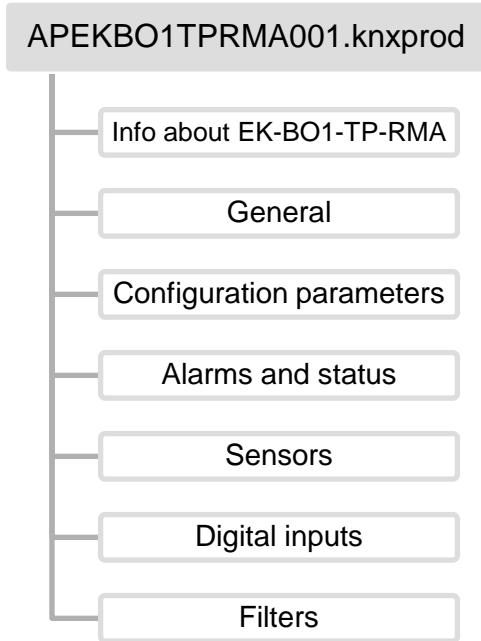 APEKBO1TPRMA001.knxprod
Info about EK-BO1-TP-RMA
General
Configuration parameters
Alarms and status
Sensors
Digital inputs
Filters